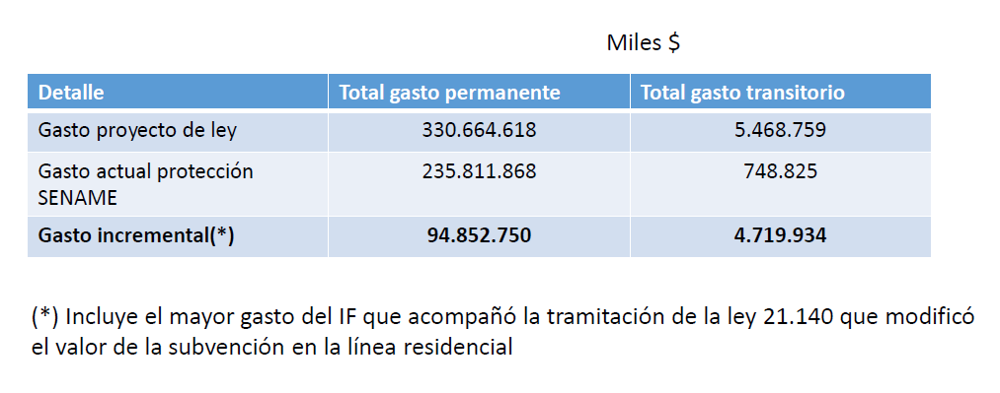 Miles $
Detalle Total gasto permanente Total gasto transitorio
Gasto proyecto de ley 330.664.618 5.468.759
Gasto actual protección 235.811.868 748.825
SENAME
Gasto incremental(*) 94.852.750 4.719.934
(*) Incluye el mayor gasto del IF que acompañó la tramitación de la ley 21.140 que modificó
el valor de la subvención en la línea residencial